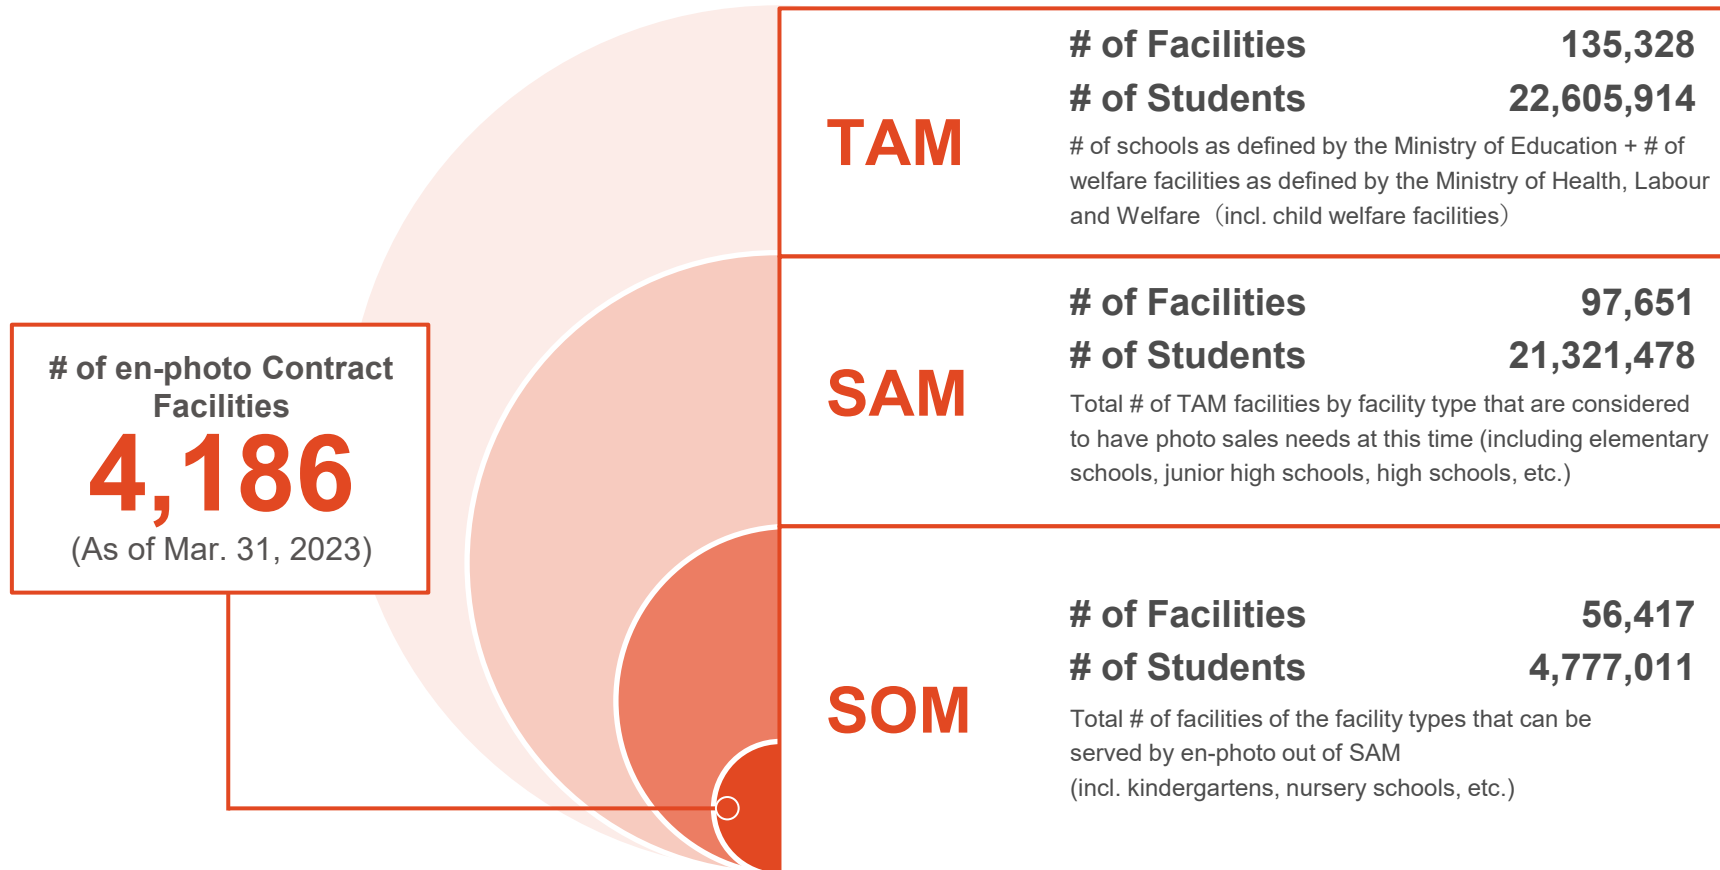 # of en-photo Contract
Facilities
4,186
(As of Mar. 31, 2023)
TAM
# of Facilities 135,328
# of Students 22,605,914
# of schools as defined by the Ministry of Education + # of
welfare facilities as defined by the Ministry of Health, Labour
and Welfare（incl. child welfare facilities）
SAM
# of Facilities 97,651
# of Students 21,321,478
Total # of TAM facilities by facility type that are considered
to have photo sales needs at this time (including elementary
schools, junior high schools, high schools, etc.)
SOM
# of Facilities 56,417
# of Students 4,777,011
Total # of facilities of the facility types that can be
served by en-photo out of SAM
(incl. kindergartens, nursery schools, etc.)